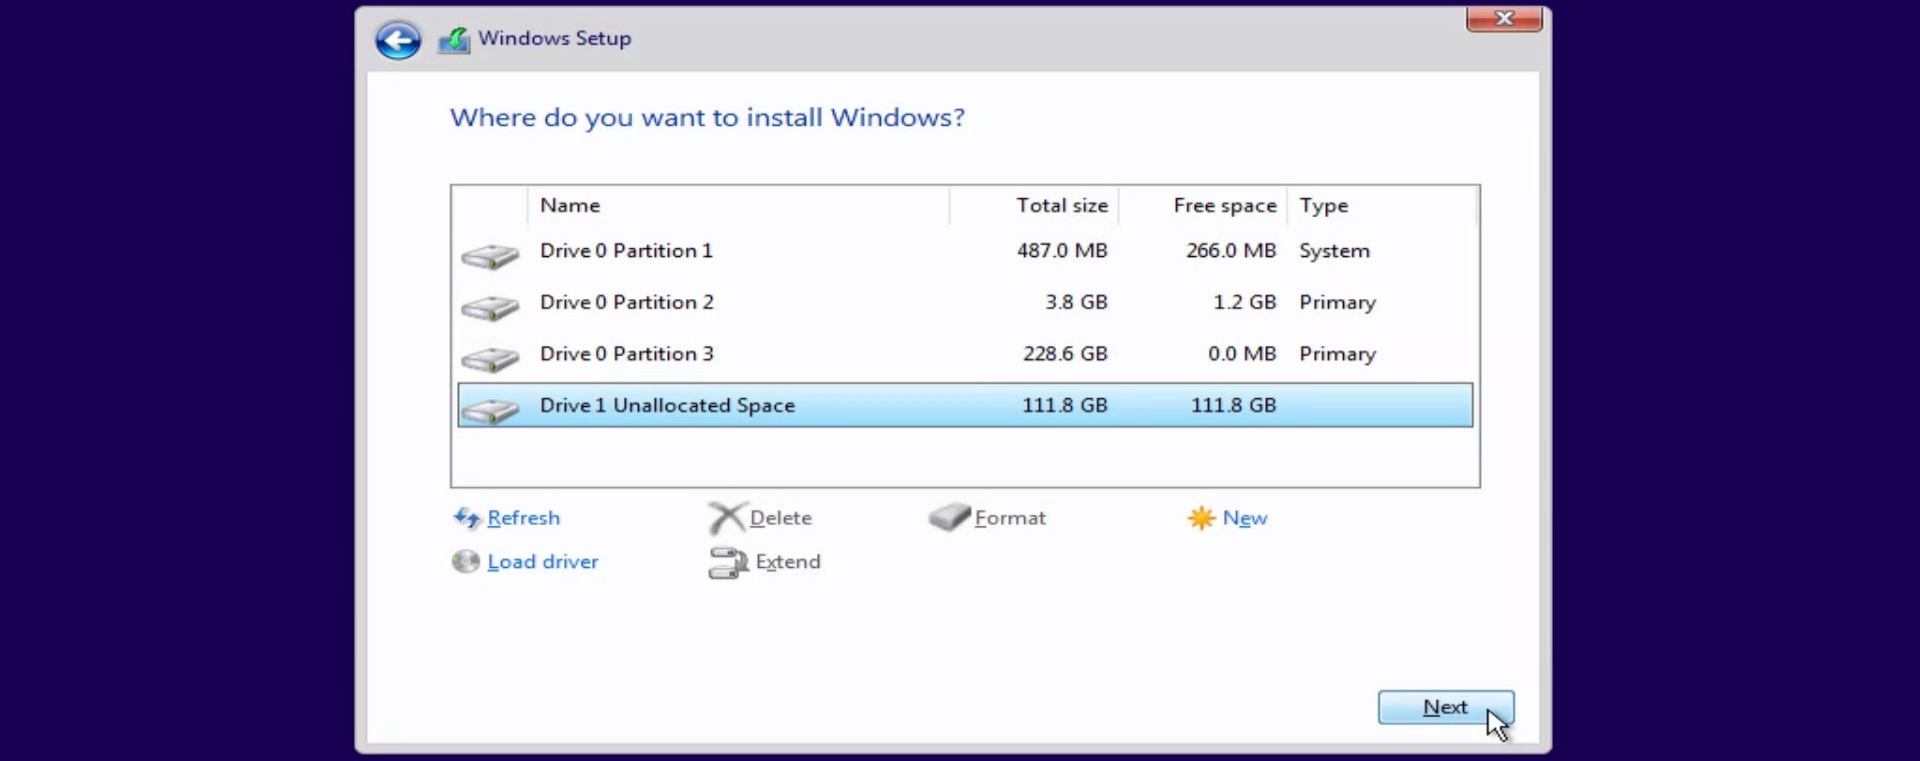 Windows Setup
Where do you want to install Windows?
Name Total size Free space Type
Drive 0 Partition 1 487.0 MB 266.0 MB System
Drive 0 Partition 2 3.8 GB 1.2 GB Primary
Drive 0 Partition 3 228.6 GB 0.0 MB Primary
Drive 1 Unallocated Space 111.8 GB 111.8 GB
Refresh Delete Format New
Load driver Extend
Next